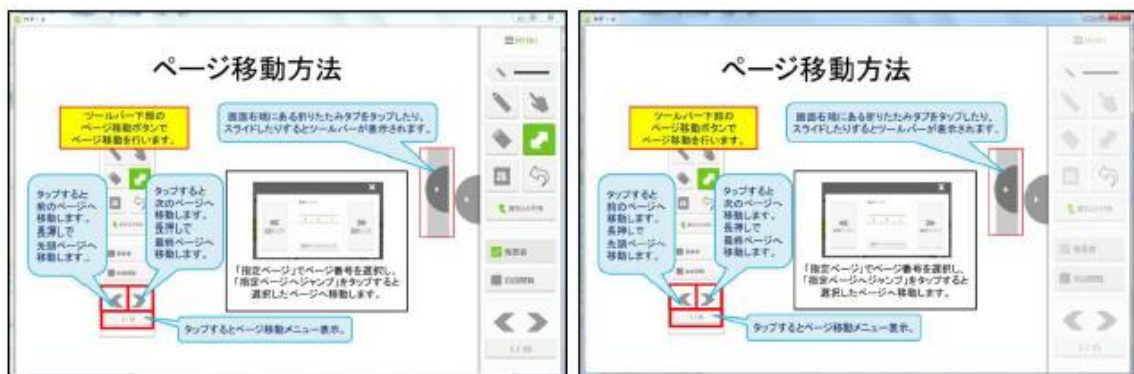 MENU
ページ移動方法
ツールバー下部の
ページ移動ボタンで
ページ移動を行います。
画面右端にある折りたたみタブをタップしたり、
スライドしたりするとツールバーが表示されます。
タップすると
前のページへ
移動します。
長押しで
先頭ページへ
移動します。
タップすると
次のページへ
移動します。
長押しで
最終ページへ
移動します。
「指定ページ」でページ番号を選択し、
「指定ページへジャンプ」をタップすると
選択したページへ移動します。
タップするとページ移動メニュー表示。
MENU
ページ移動方法
ツールバー下部の
ページ移動ボタンで
ページ移動を行います。
画面右端にある折りたたみタブをタップしたり、
スライドしたりするとツールバーが表示されます。
タップすると
前のページへ
移動します。
長押しで
先頭ページへ
移動します。
タップすると
次のページへ
移動します。
長押しで
最終ページへ
移動します。
「指定ページ」でページ番号を選択し、
「指定ページへジャンプ」をタップすると
選択したページへ移動します。
タップするとページ移動メニュー表示。